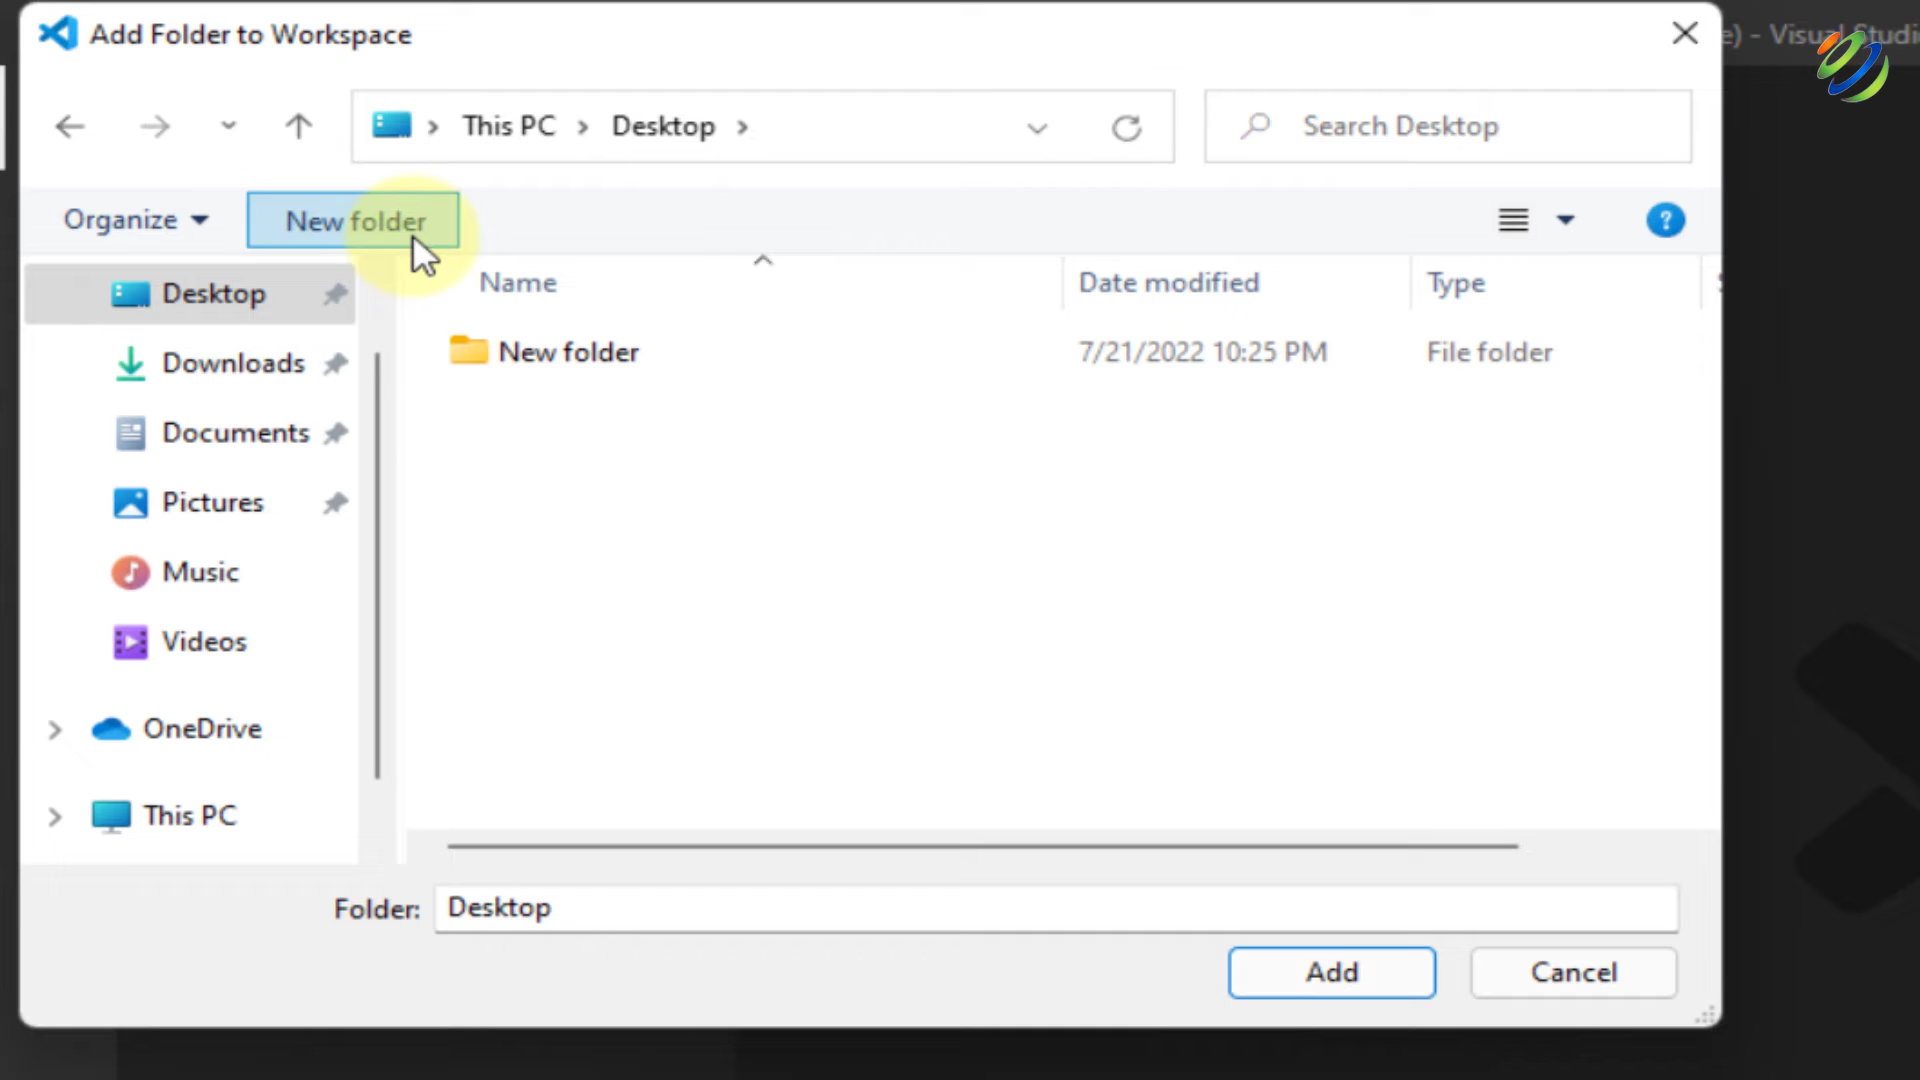 Add Folder to Workspace
e) - Visual Studi
This PC
Desktop
Search Desktop
Organize
New folder
Name
Date modified
Type
Desktop
New folder
7/21/2022 10:25 PM
File folder
Downloads
Documents
Pictures
Music
Videos
OneDrive
This PC
Folder:
Desktop
Add
Cancel